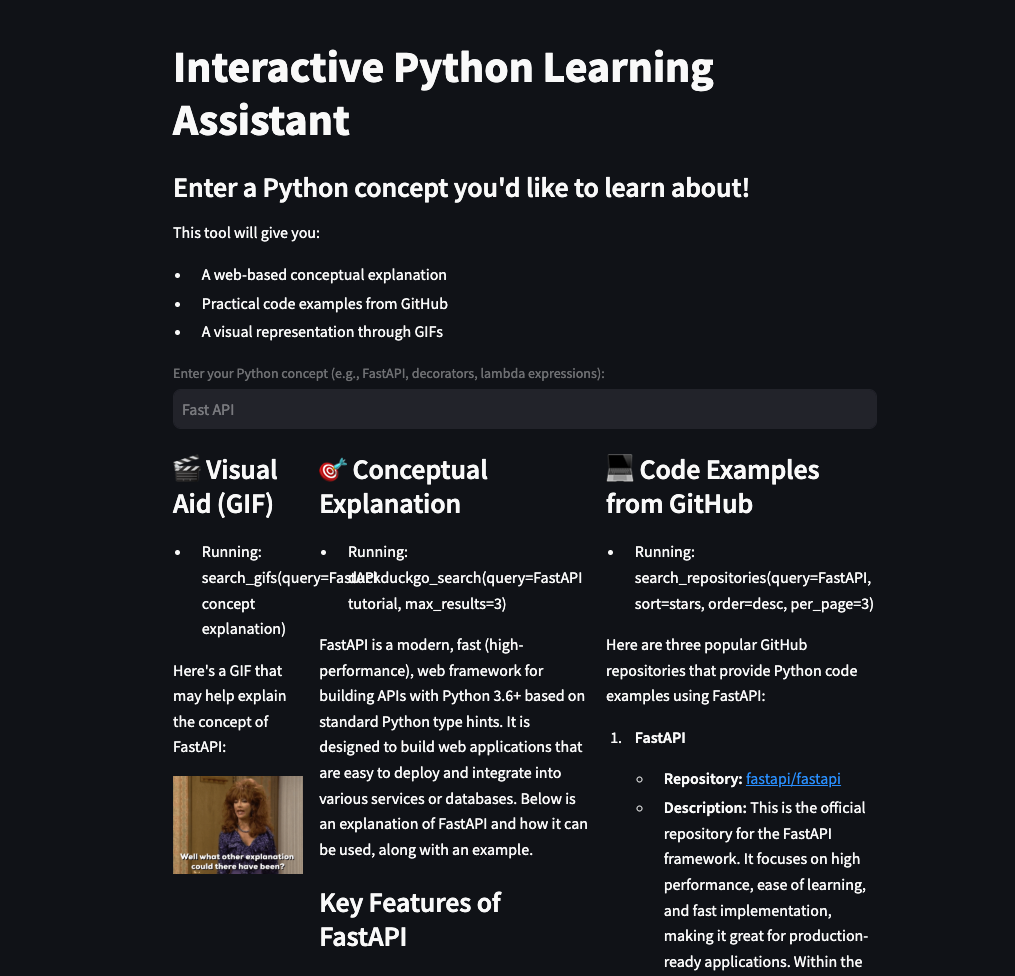 Interactive Python Learning
Assistant
Enter a Python concept you'd like to learn about!
This tool will give you:
• A web-based conceptual explanation
• Practical code examples from GitHub
• A visual representation through GIFs
Enter your Python concept (e.g., FastAPI, decorators, lambda expressions):
Fast API
🎬 Visual
Aid (GIF)
• Running:
search_gifs(query=FastAPI
concept
explanation)
Here's a GIF that
may help explain
the concept of
FastAPI:
Well what other explanation
could there have been?
🎯 Conceptual
Explanation
• Running:
duckduckgo_search(query=FastAPI
tutorial, max_results=3)
FastAPI is a modern, fast (high-
performance), web framework for
building APIs with Python 3.6+ based on
standard Python type hints. It is
designed to build web applications that
are easy to deploy and integrate into
various services or databases. Below is
an explanation of FastAPI and how it can
be used, along with an example.
Key Features of
FastAPI
💻 Code Examples
from GitHub
• Running:
search_repositories(query=FastAPI,
sort=stars, order=desc, per_page=3)
Here are three popular GitHub
repositories that provide Python code
examples using FastAPI:
1. FastAPI
◦ Repository: fastapi/fastapi
◦ Description: This is the official
repository for the FastAPI
framework. It focuses on high
performance, ease of learning,
and fast implementation,
making it great for production-
ready applications. Within the